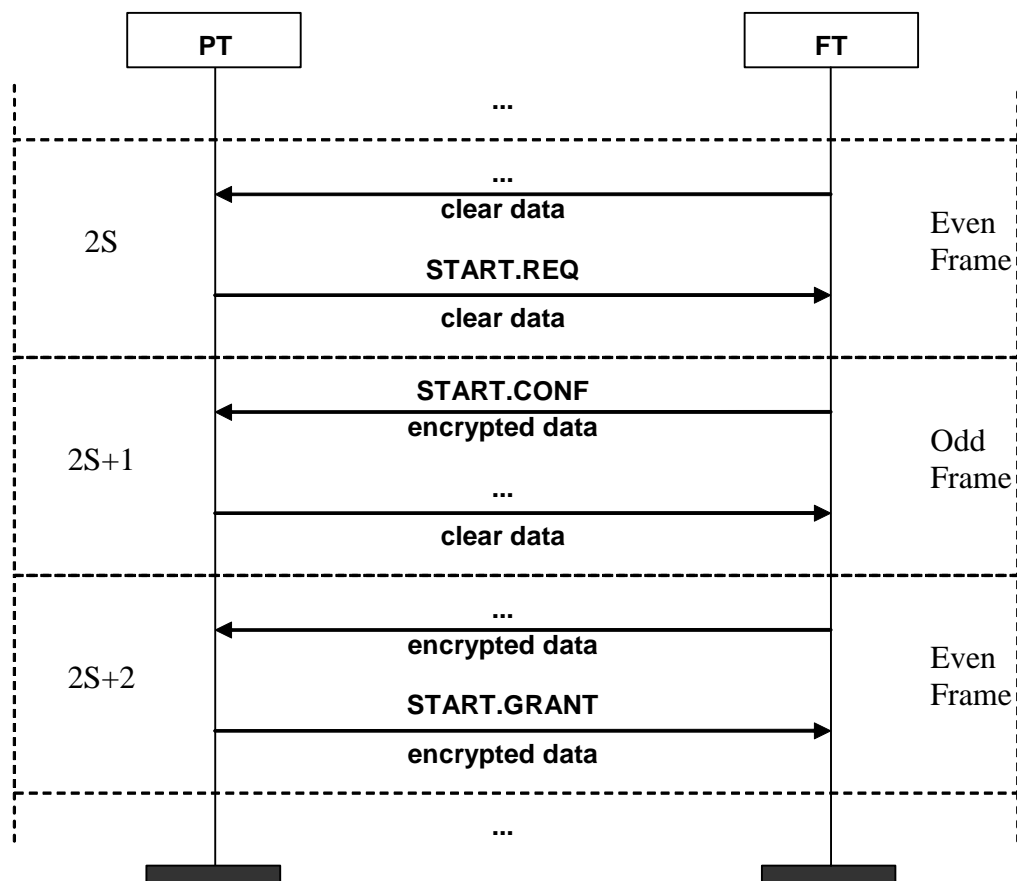 PT
FT
...
...
clear data
2S
Even
Frame
START.REQ
clear data
START.CONF
encrypted data
2S+1
Odd
Frame
...
clear data
...
encrypted data
2S+2
Even
Frame
START.GRANT
encrypted data
...